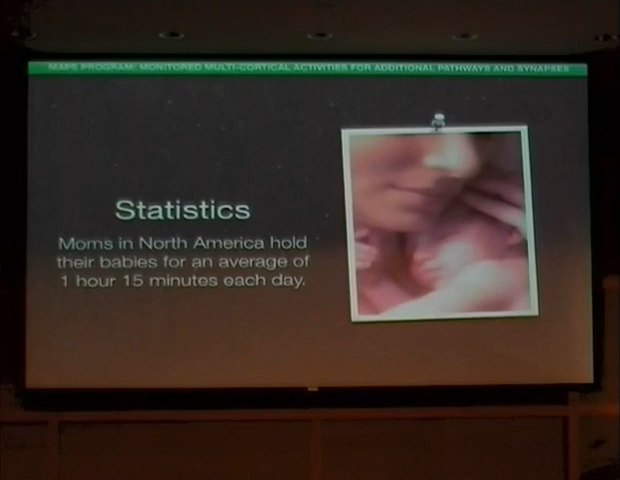 MAPS PROGRAM: MONITORED MULTI-CORTICAL ACTIVITIES FOR ADDITIONAL PATHWAYS AND SYNAPSES
Statistics
Moms in North America hold
their babies for an average of
1 hour 15 minutes each day.